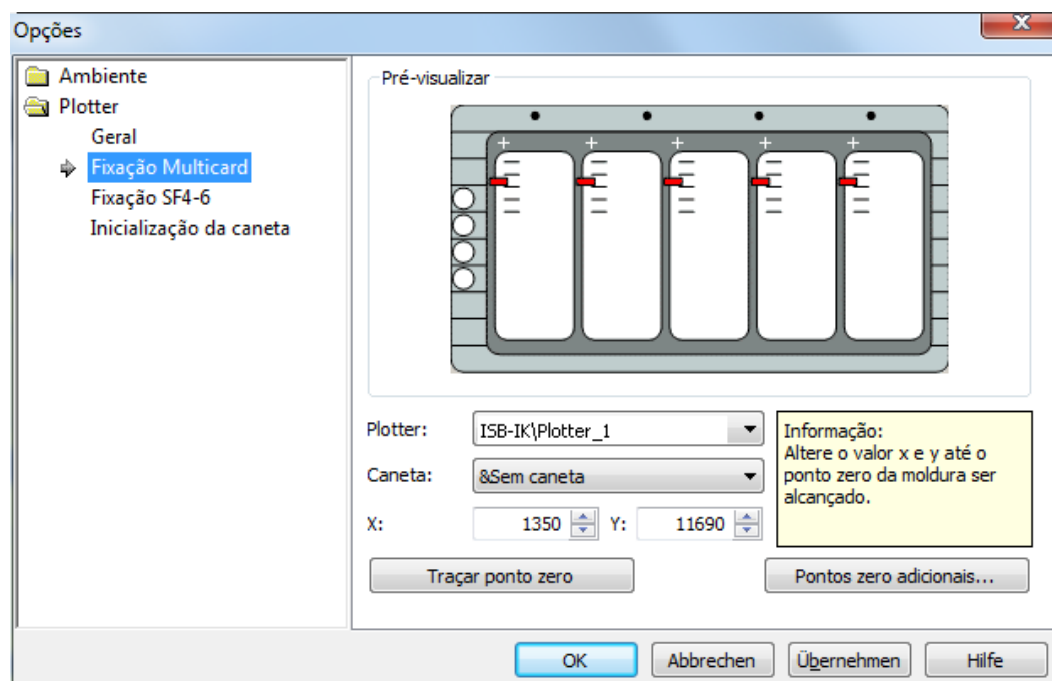 Opções
Ambiente
Plotter
Geral
Fixação Multicard
Fixação SF4-6
Inicialização da caneta
Pré-visualizar
Plotter:
ISB-IK\Plotter_1
Caneta:
&Sem caneta
X:
1350
Y:
11690
Informação:
Altere o valor x e y até o
ponto zero da moldura ser
alcançado.
Traçar ponto zero
Pontos zero adicionais...
OK
Abbrechen
Übernehmen
Hilfe